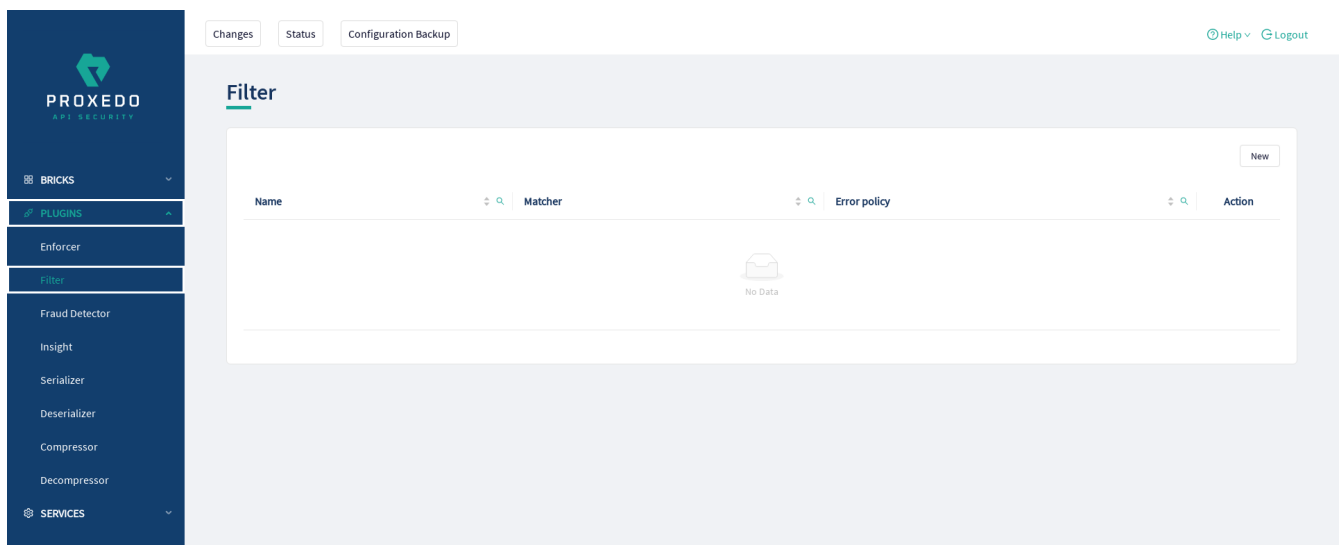 Changes Status Configuration Backup Help Logout
PROXEDO
API SECURITY
Filter
New
BRICKS
Name Matcher Error policy Action
PLUGINS
Enforcer
Filter
No Data
Fraud Detector
Insight
Serializer
Deserializer
Compressor
Decompressor
SERVICES